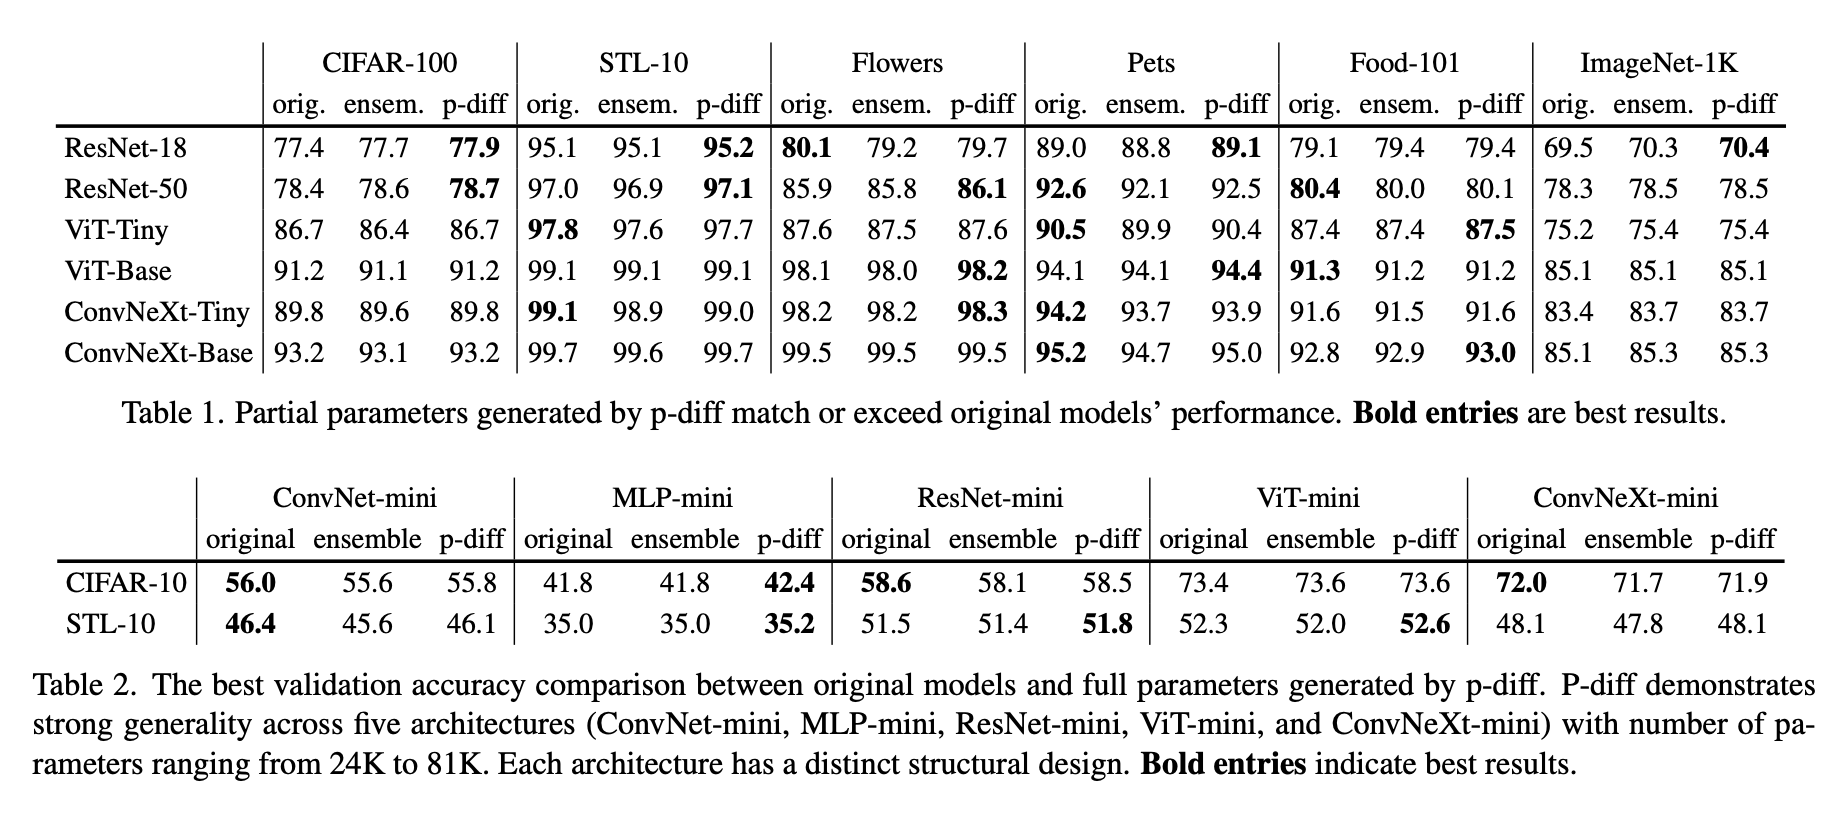 CIFAR-100 STL-10 Flowers Pets Food-101 ImageNet-1K
orig. ensem. p-diff orig. ensem. p-diff orig. ensem. p-diff orig. ensem. p-diff orig. ensem. p-diff orig. ensem. p-diff
ResNet-18 77.4 77.7 77.9 95.1 95.1 95.2 80.1 79.2 79.7 89.0 88.8 89.1 79.1 79.4 79.4 69.5 70.3 70.4
ResNet-50 78.4 78.6 78.7 97.0 96.9 97.1 85.9 85.8 86.1 92.6 92.1 92.5 80.4 80.0 80.1 78.3 78.5 78.5
ViT-Tiny 86.7 86.4 86.7 97.8 97.6 97.7 87.6 87.5 87.6 90.5 89.9 90.4 87.4 87.4 87.5 75.2 75.4 75.4
ViT-Base 91.2 91.1 91.2 99.1 99.1 99.1 98.1 98.0 98.2 94.1 94.1 94.4 91.3 91.2 91.2 85.1 85.1 85.1
ConvNeXt-Tiny 89.8 89.6 89.8 99.1 98.9 99.0 98.2 98.2 98.3 94.2 93.7 93.9 91.6 91.5 91.6 83.4 83.7 83.7
ConvNeXt-Base 93.2 93.1 93.2 99.7 99.6 99.7 99.5 99.5 99.5 95.2 94.7 95.0 92.8 92.9 93.0 85.1 85.3 85.3
Table 1. Partial parameters generated by p-diff match or exceed original models’ performance. Bold entries are best results.
ConvNet-mini MLP-mini ResNet-mini ViT-mini ConvNeXt-mini
original ensemble p-diff original ensemble p-diff original ensemble p-diff original ensemble p-diff original ensemble p-diff
CIFAR-10 56.0 55.6 55.8 41.8 41.8 42.4 58.6 58.1 58.5 73.4 73.6 73.6 72.0 71.7 71.9
STL-10 46.4 45.6 46.1 35.0 35.0 35.2 51.5 51.4 51.8 52.3 52.0 52.6 48.1 47.8 48.1
Table 2. The best validation accuracy comparison between original models and full parameters generated by p-diff. P-diff demonstrates
strong generality across five architectures (ConvNet-mini, MLP-mini, ResNet-mini, ViT-mini, and ConvNeXt-mini) with number of pa-
rameters ranging from 24K to 81K. Each architecture has a distinct structural design. Bold entries indicate best results.